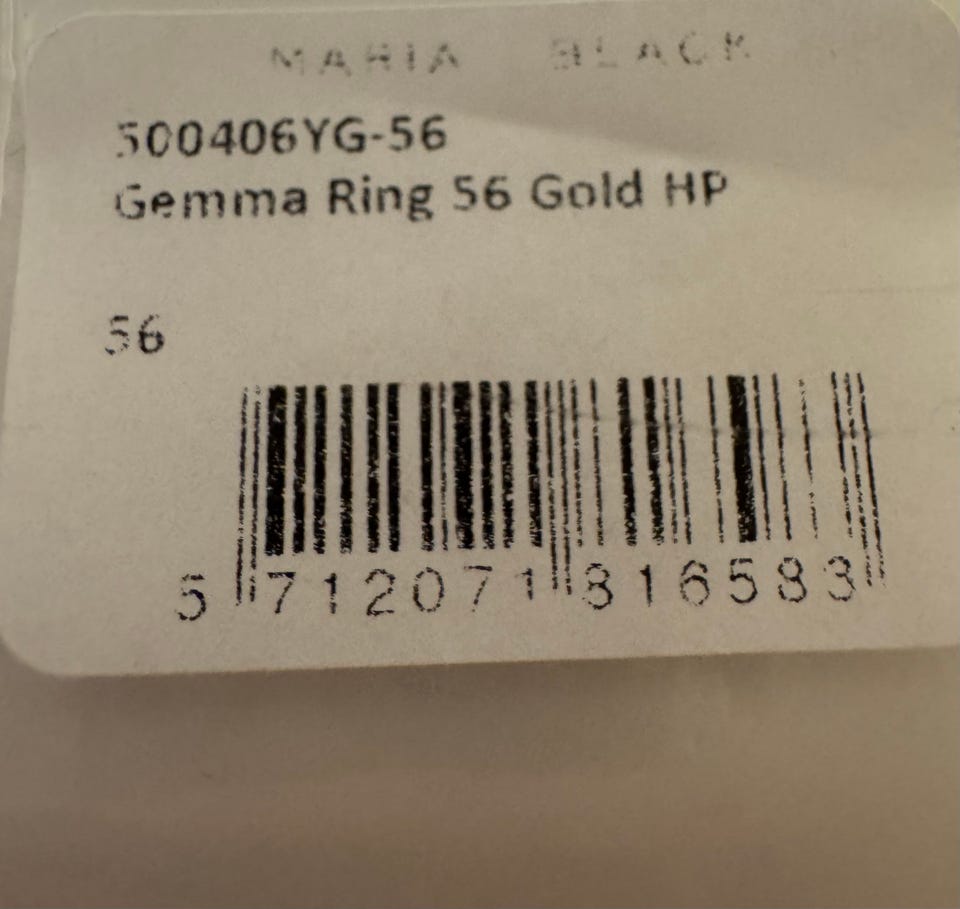 MARIA BLACK
500406YG-56
Gemma Ring 56 Gold HP
56
5 712071 816583